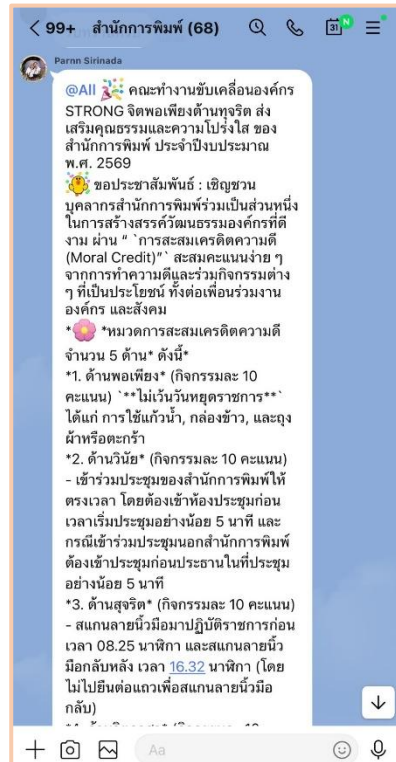 99+ สำนักการพิมพ์ (68)
31 N
Parnn Sirinada
@All คณะทำงานขับเคลื่อนองค์กร
STRONG จิตพอเพียงต้านทุจริต ส่ง
เสริมคุณธรรมและความโปร่งใส ของ
สำนักการพิมพ์ ประจำปีงบประมาณ
พ.ศ. 2569
ขอประชาสัมพันธ์ : เชิญชวน
บุคลากรสำนักการพิมพ์ร่วมเป็นส่วนหนึ่ง
ในการสร้างสรรค์วัฒนธรรมองค์กรที่ดี
งาม ผ่าน " `การสะสมเครดิตความดี
(Moral Credit)"` สะสมคะแนนง่าย ๆ
จากการทำความดีและร่วมกิจกรรมต่าง
ๆ ที่เป็นประโยชน์ ทั้งต่อเพื่อนร่วมงาน
องค์กร และสังคม
* *หมวดการสะสมเครดิตความดี
จำนวน 5 ด้าน* ดังนี้*
*1. ด้านพอเพียง* (กิจกรรมละ 10
คะแนน) `**ไม่เว้นวันหยุดราชการ**`
ได้แก่ การใช้แก้วน้ำ, กล่องข้าว, และถุง
ผ้าหรือตะกร้า
*2. ด้านวินัย* (กิจกรรมละ 10 คะแนน)
- เข้าร่วมประชุมของสำนักการพิมพ์ให้
ตรงเวลา โดยต้องเข้าห้องประชุมก่อน
เวลาเริ่มประชุมอย่างน้อย 5 นาที และ
กรณีเข้าร่วมประชุมนอกสำนักการพิมพ์
ต้องเข้าประชุมก่อนประธานในที่ประชุม
อย่างน้อย 5 นาที
*3. ด้านสุจริต* (กิจกรรมละ 10 คะแนน)
- สแกนลายนิ้วมือมาปฏิบัติราชการก่อน
เวลา 08.25 นาฬิกา และสแกนลายนิ้ว
มือกลับหลัง เวลา 16.32 นาฬิกา (โดย
ไม่ไปยืนต่อแถวเพื่อสแกนลายนิ้วมือ
กลับ)
Aa